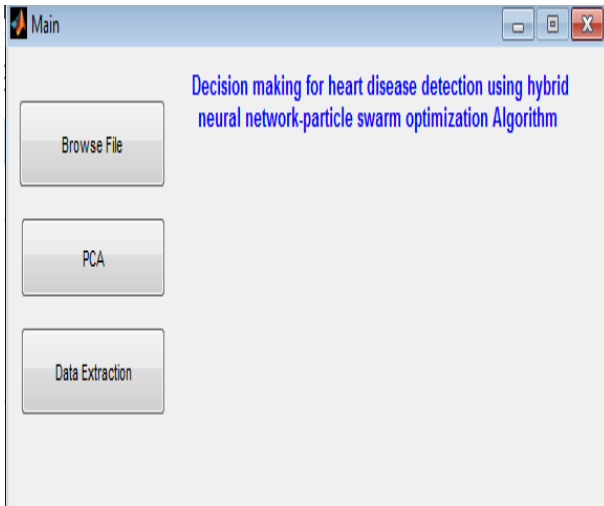 Main
Decision making for heart disease detection using hybrid
neural network-particle swarm optimization Algorithm
Browse File
PCA
Data Extraction